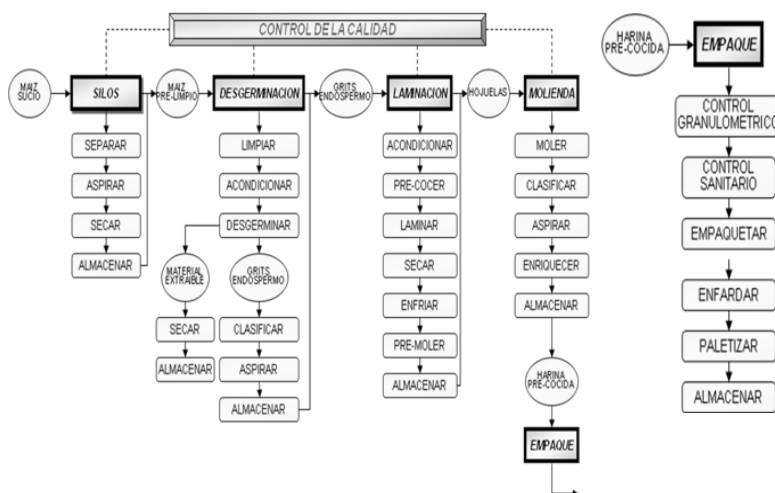 CONTROL DE LA CALIDAD
MAIZ
SUCIO
SILOS
SEPARAR
ASPIRAR
SECAR
ALMACENAR
MAIZ
PRE-LIMPIO
DESGERMINACION
LIMPIAR
ACONDICIONAR
DESGERMINAR
MATERIAL
EXTRAIBLE
SECAR
ALMACENAR
GRITS
ENDOSPERMO
CLASIFICAR
ASPIRAR
ALMACENAR
GRITS
ENDOSPERMO
LAMINACION
ACONDICIONAR
PRE-COCER
LAMINAR
SECAR
ENFRIAR
PRE-MOLER
ALMACENAR
HOJUELAS
MOLIENDA
MOLER
CLASIFICAR
ASPIRAR
ENRIQUECER
ALMACENAR
HARINA
PRE-COCIDA
EMPAQUE
HARINA
PRE-COCIDA
EMPAQUE
CONTROL
GRANULOMETRICO
CONTROL
SANITARIO
EMPAQUETAR
ENFARDAR
PALETIZAR
ALMACENAR